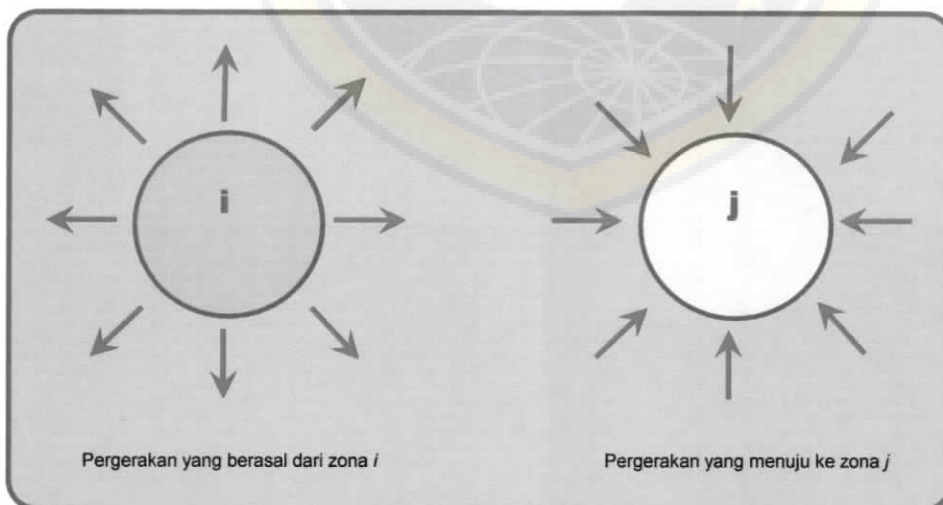 i
j
Pergerakan yang berasal dari zona i
Pergerakan yang menuju ke zona j